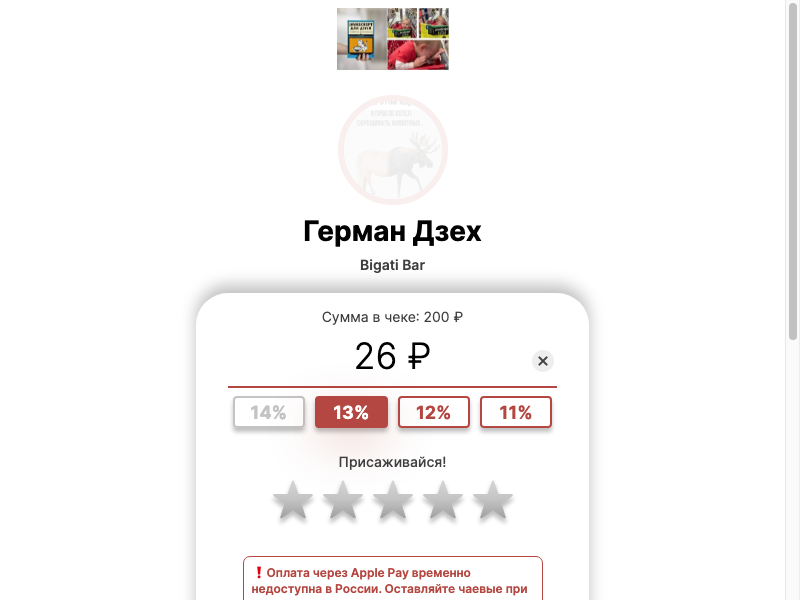 Герман Дзех
Bigati Bar
Сумма в чеке: 200 ₽
26 ₽
14% 13% 12% 11%
Присаживайся!
❗ Оплата через Apple Pay временно
недоступна в России. Оставляйте чаевые при